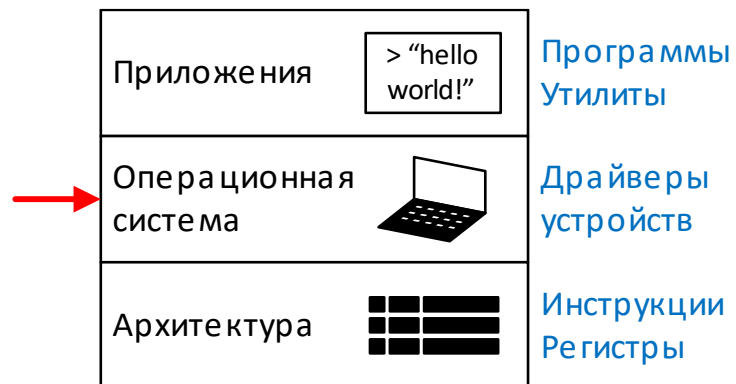 Приложения
> “hello
world!”
Программы
Утилиты
Операционная
система
Драйверы
устройств
Архитектура
Инструкции
Регистры